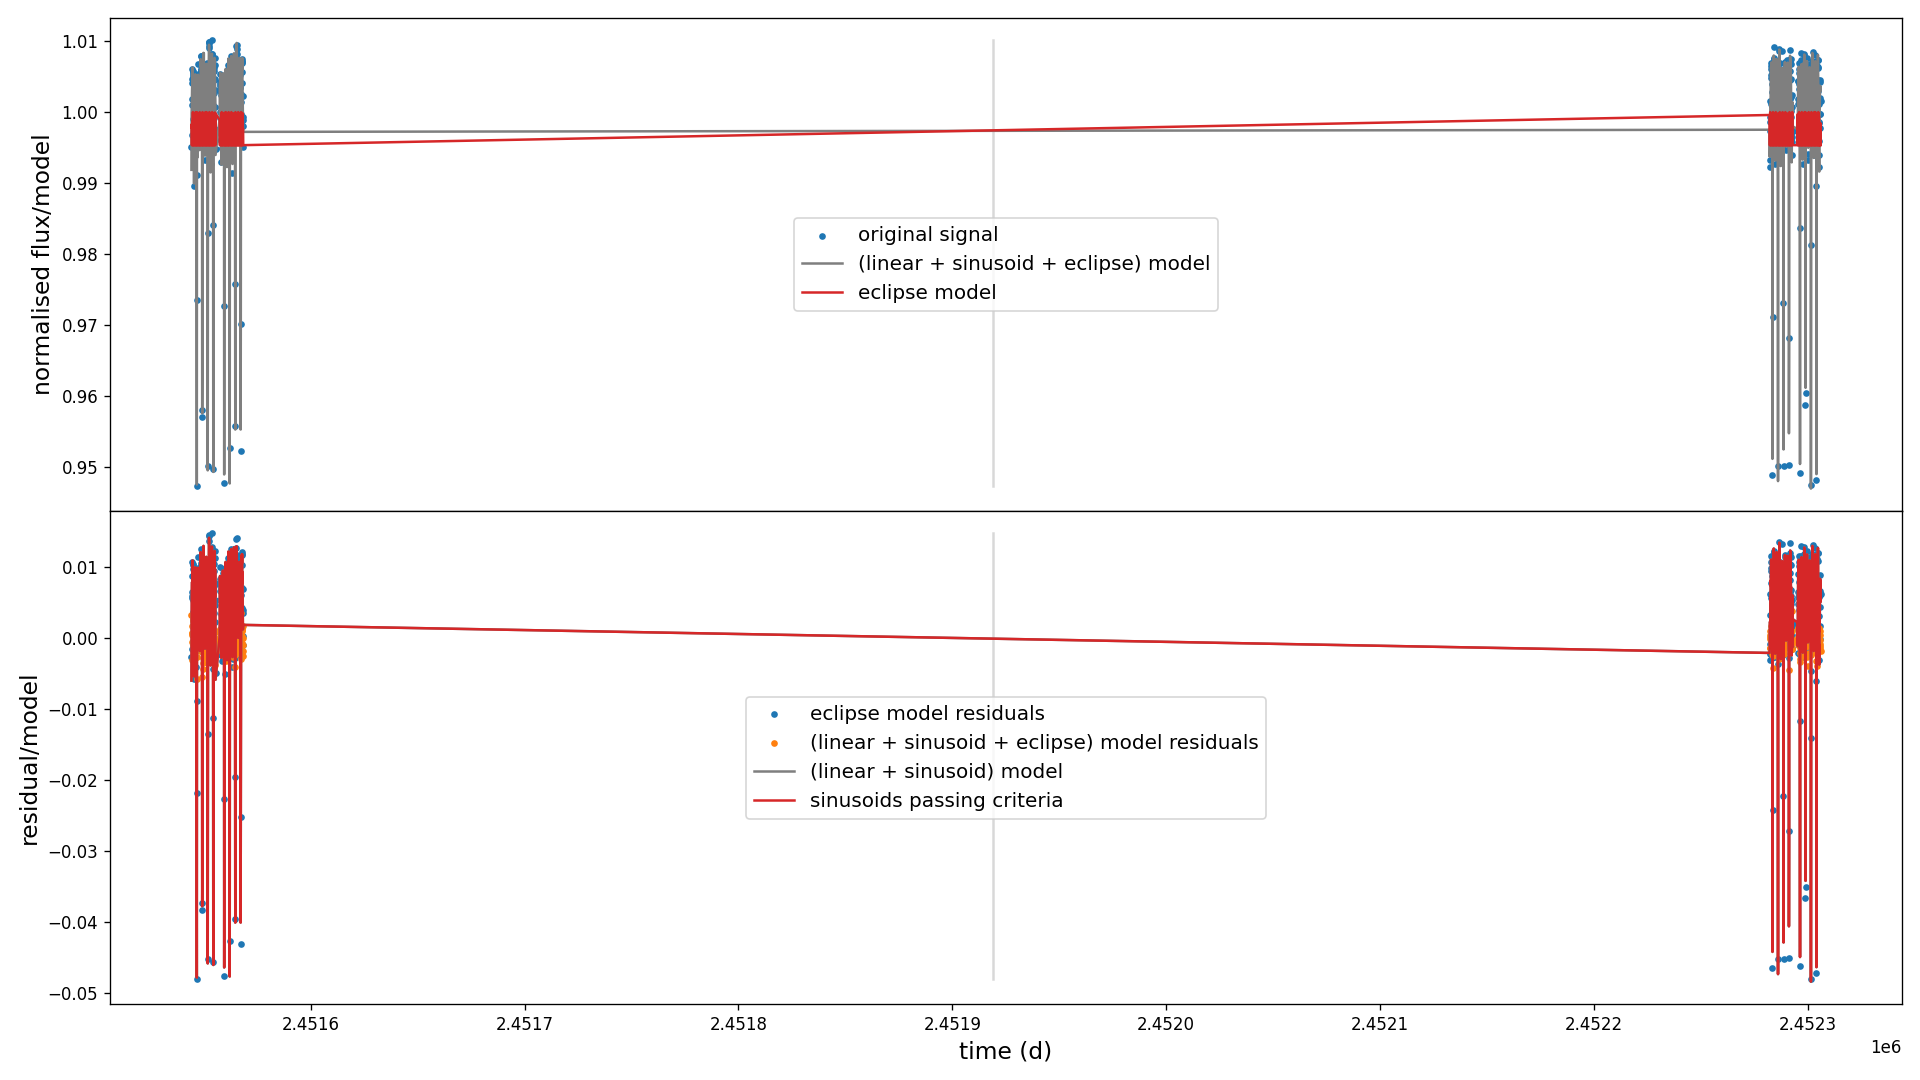 1.01
1.00
0.99
0.98
0.97
0.96
0.95
normalised flux/model
original signal
(linear + sinusoid + eclipse) model
eclipse model
0.01
0.00
−0.01
−0.02
−0.03
−0.04
−0.05
residual/model
eclipse model residuals
(linear + sinusoid + eclipse) model residuals
(linear + sinusoid) model
sinusoids passing criteria
2.4516 2.4517 2.4518 2.4519 2.4520 2.4521 2.4522 2.4523
1e6
time (d)